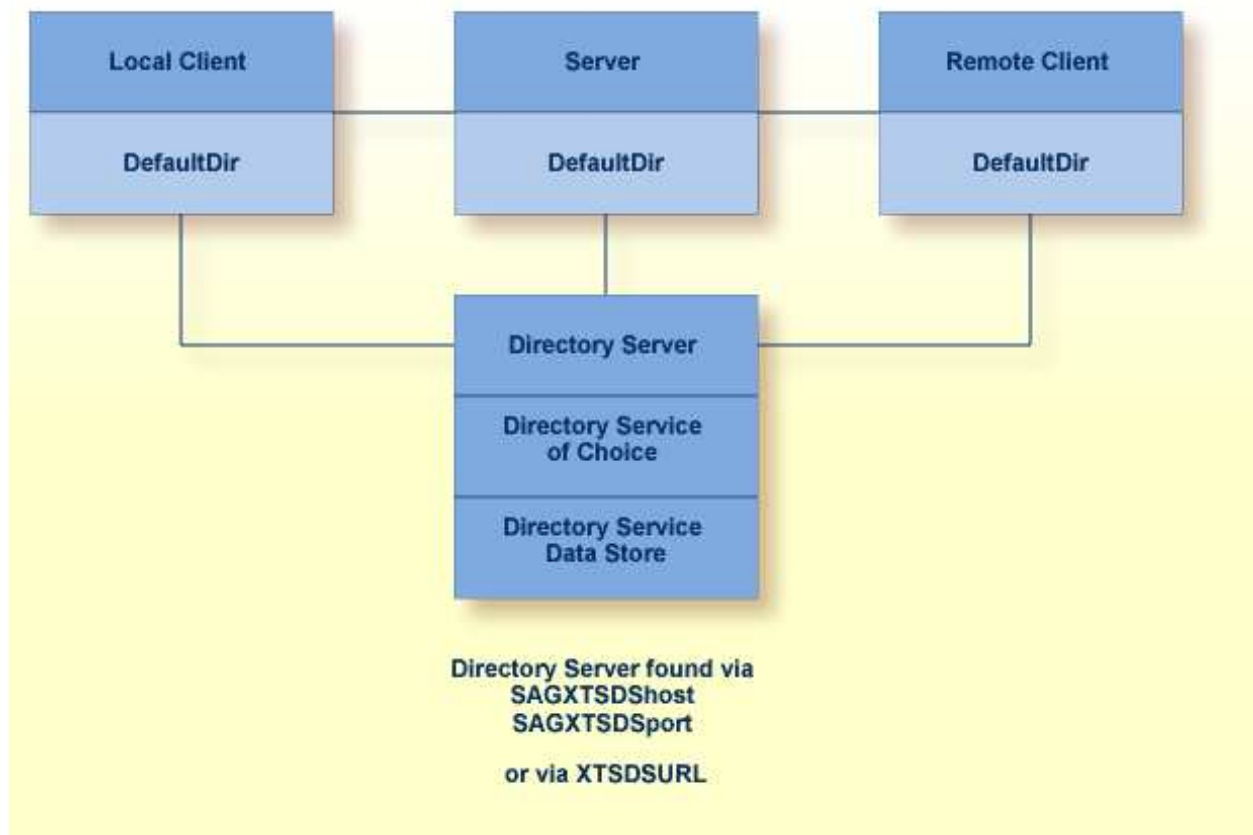 Local Client
Server
Remote Client
DefaultDir
DefaultDir
DefaultDir
Directory Server
Directory Service
of Choice
Directory Service
Data Store
Directory Server found via
SAGXTSDShost
SAGXTSDSport
or via XTSDSURL